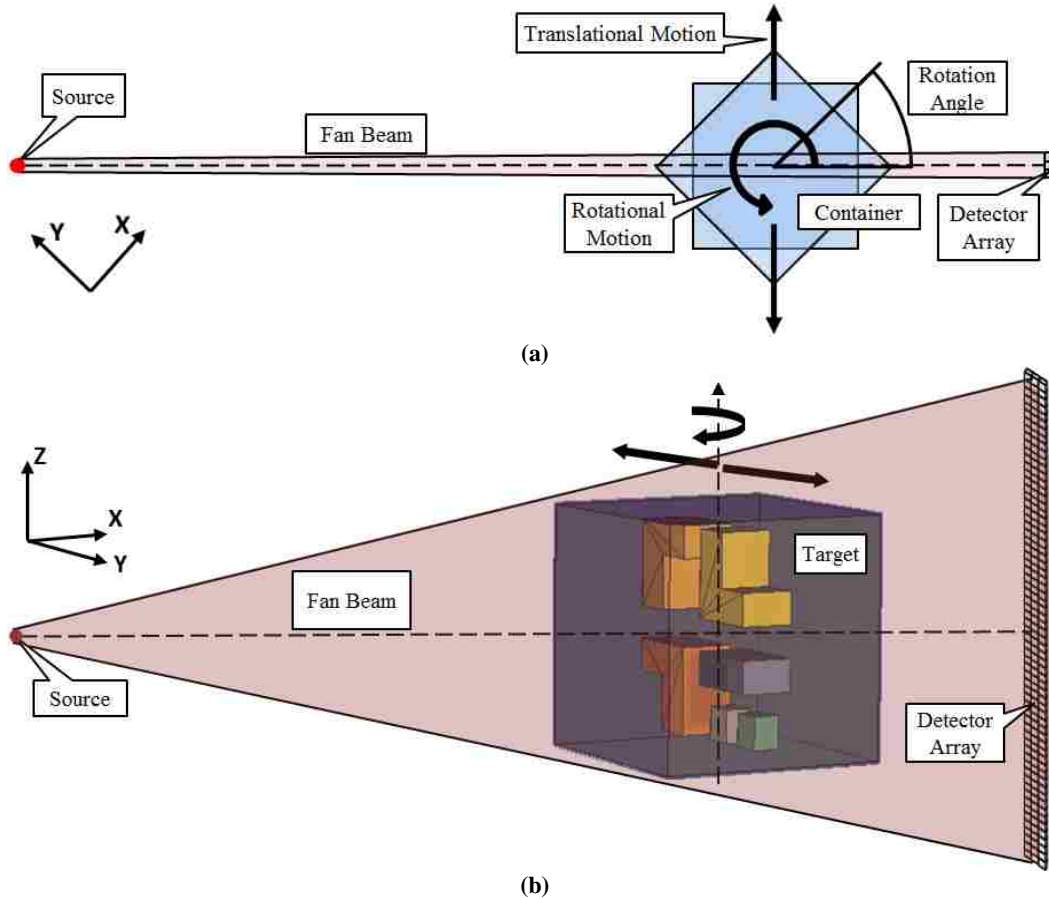 Translational Motion
Source
Rotation
Angle
Fan Beam
Y
X
Rotational
Motion
Container
Detector
Array
(a)
Z
X
Y
Target
Fan Beam
Source
Detector
Array
(b)